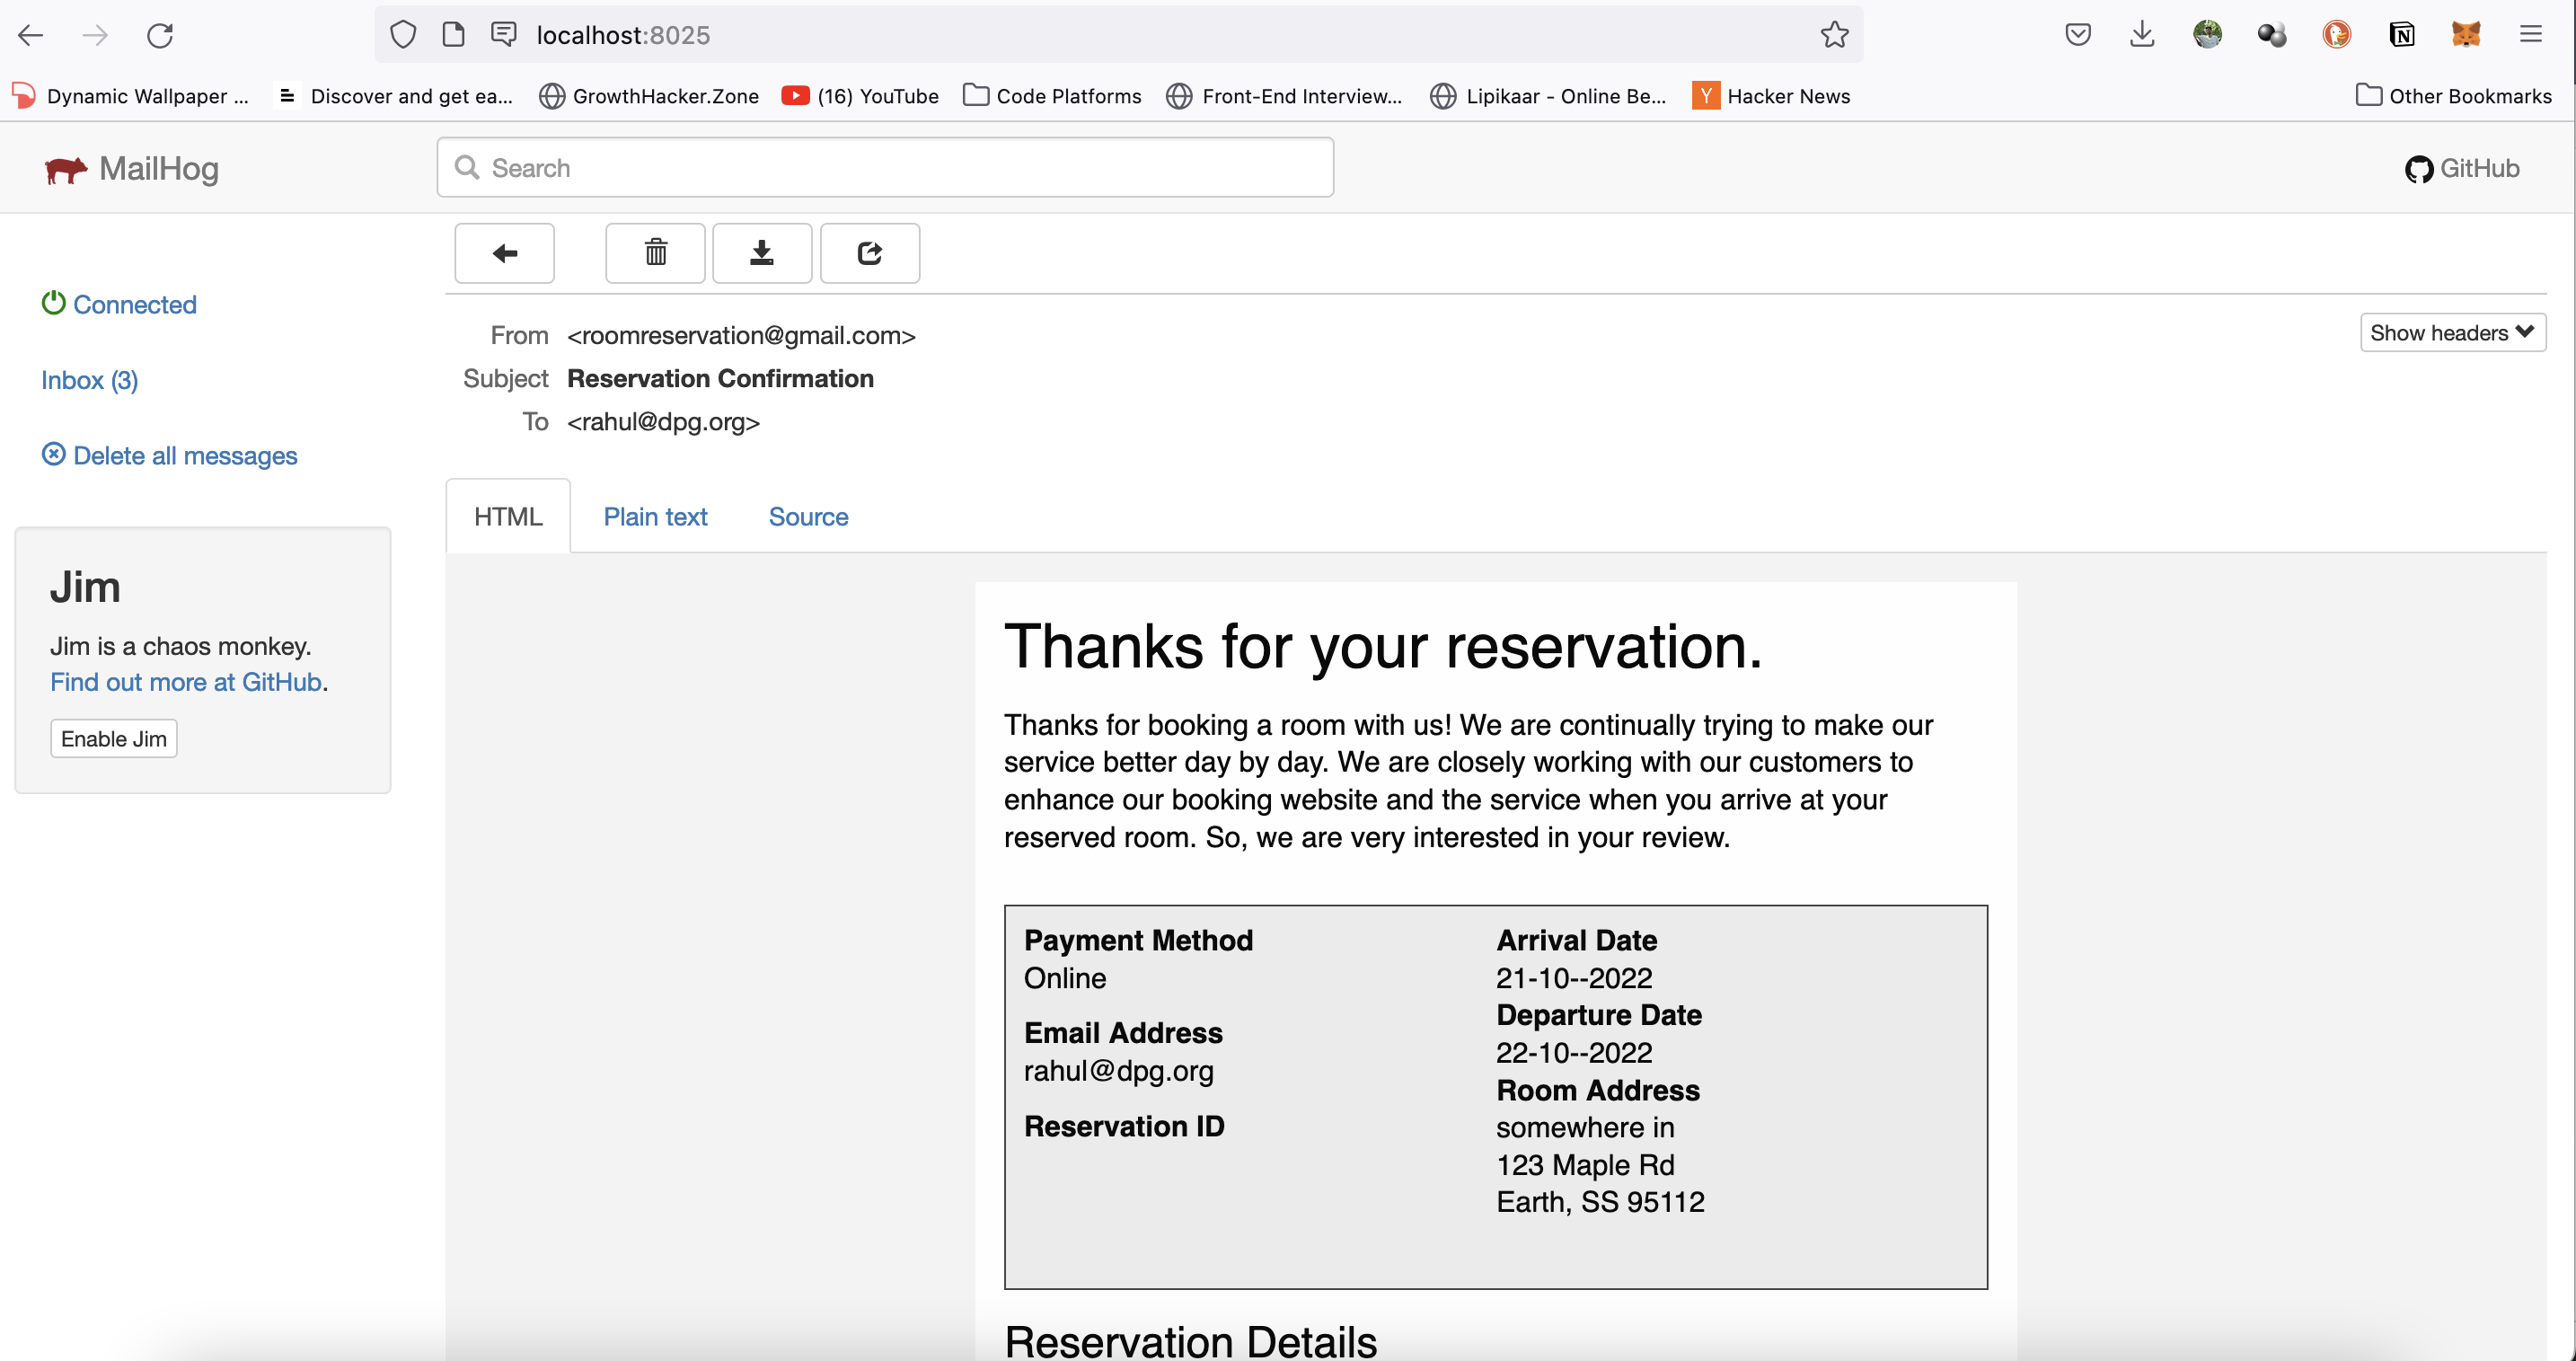 localhost:8025
Dynamic Wallpaper ...
Discover and get ea...
GrowthHacker.Zone
(16) YouTube
Code Platforms
Front-End Interview...
Lipikaar - Online Be...
Y Hacker News
Other Bookmarks
MailHog
Search
GitHub
Connected
Inbox (3)
Delete all messages
Jim
Jim is a chaos monkey.
Find out more at GitHub.
Enable Jim
From <roomreservation@gmail.com>
Show headers
Subject Reservation Confirmation
To <rahul@dpg.org>
HTML
Plain text
Source
Thanks for your reservation.
Thanks for booking a room with us! We are continually trying to make our
service better day by day. We are closely working with our customers to
enhance our booking website and the service when you arrive at your
reserved room. So, we are very interested in your review.
Payment Method
Online
Email Address
rahul@dpg.org
Reservation ID
Arrival Date
21-10--2022
Departure Date
22-10--2022
Room Address
somewhere in
123 Maple Rd
Earth, SS 95112
Reservation Details